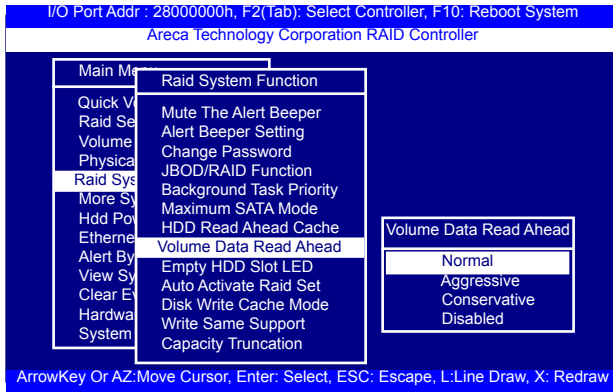 I/O Port Addr : 28000000h, F2(Tab): Select Controller, F10: Reboot System
Areca Technology Corporation RAID Controller
Main Me
Quick V
Raid Se
Volume
Physica
Raid Sys
More Sy
Hdd Pow
Etherne
Alert By
View Sy
Clear Ev
Hardwa
System
Raid System Function
Mute The Alert Beeper
Alert Beeper Setting
Change Password
JBOD/RAID Function
Background Task Priority
Maximum SATA Mode
HDD Read Ahead Cache
Volume Data Read Ahead
Empty HDD Slot LED
Auto Activate Raid Set
Disk Write Cache Mode
Write Same Support
Capacity Truncation
Volume Data Read Ahead
Normal
Aggressive
Conservative
Disabled
ArrowKey Or AZ:Move Cursor, Enter: Select, ESC: Escape, L:Line Draw, X: Redraw